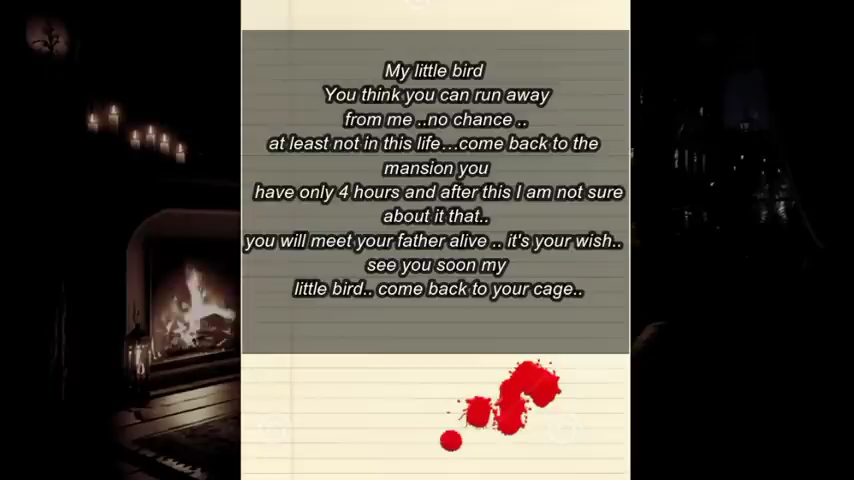 My little bird
You think you can run away
from me ..no chance ..
at least not in this life...come back to the
mansion you
have only 4 hours and after this I am not sure
about it that..
you will meet your father alive .. it's your wish..
see you soon my
little bird.. come back to your cage..